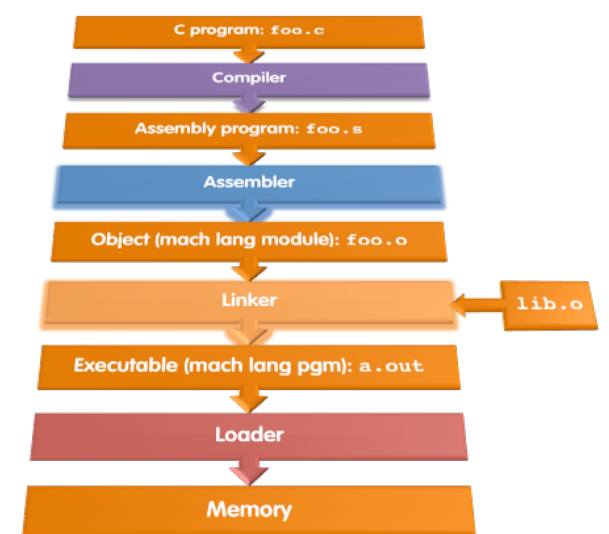 C program: foo.c
Compiler
Assembly program: foo.s
Assembler
Object (mach lang module): foo.o
Linker
lib.o
Executable (mach lang pgm): a.out
Loader
Memory